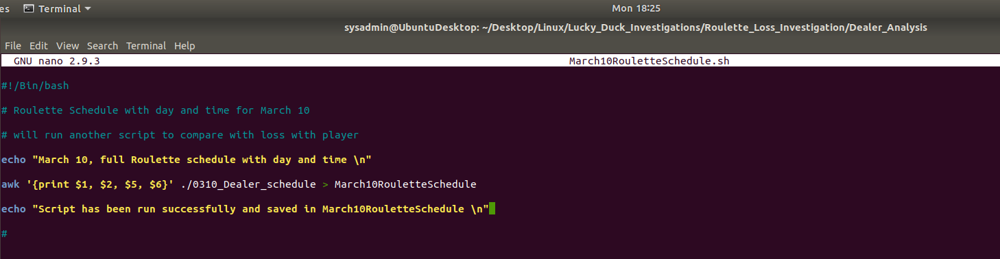 es Terminal Mon 18:25
sysadmin@UbuntuDesktop: ~/Desktop/Linux/Lucky_Duck_Investigations/Roulette_Loss_Investigation/Dealer_Analysis
File Edit View Search Terminal Help
GNU nano 2.9.3 March10RouletteSchedule.sh
#!/Bin/bash
# Roulette Schedule with day and time for March 10
# will run another script to compare with loss with player
echo "March 10, full Roulette schedule with day and time \n"
awk '{print $1, $2, $5, $6}' ./0310_Dealer_schedule > March10RouletteSchedule
echo "Script has been run successfully and saved in March10RouletteSchedule \n"
#